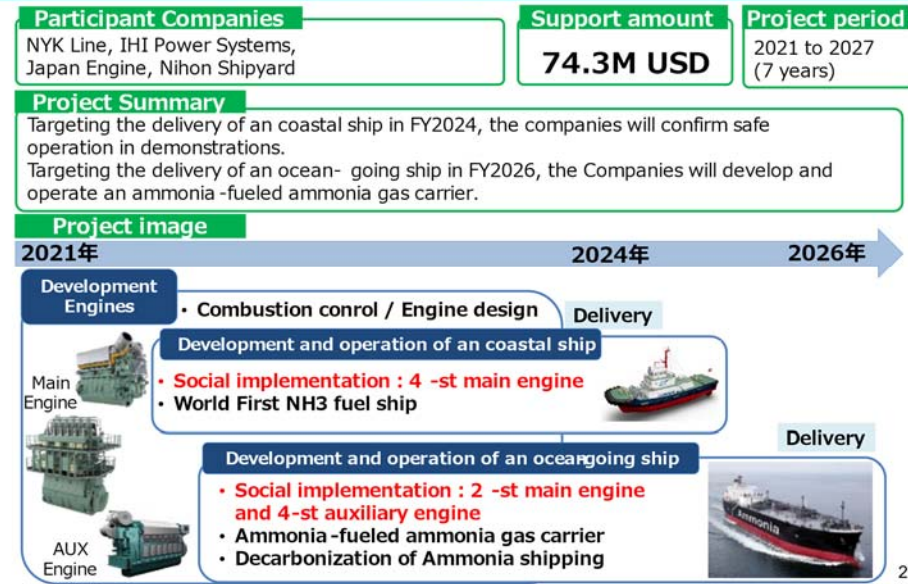 Participant Companies
NYK Line, IHI Power Systems,
Japan Engine, Nihon Shipyard
Support amount
74.3M USD
Project period
2021 to 2027
(7 years)
Project Summary
Targeting the delivery of an coastal ship in FY2024, the companies will confirm safe
operation in demonstrations.
Targeting the delivery of an ocean- going ship in FY2026, the Companies will develop and
operate an ammonia -fueled ammonia gas carrier.
Project image
2021年
2024年
2026年
Development
Engines
・ Combustion conrol / Engine design
Delivery
Development and operation of an coastal ship
・ Social implementation : 4 -st main engine
・ World First NH3 fuel ship
Main
Engine
Delivery
Development and operation of an ocean-going ship
・ Social implementation : 2 -st main engine
and 4-st auxiliary engine
・ Ammonia -fueled ammonia gas carrier
・ Decarbonization of Ammonia shipping
Ammonia
AUX
Engine
2